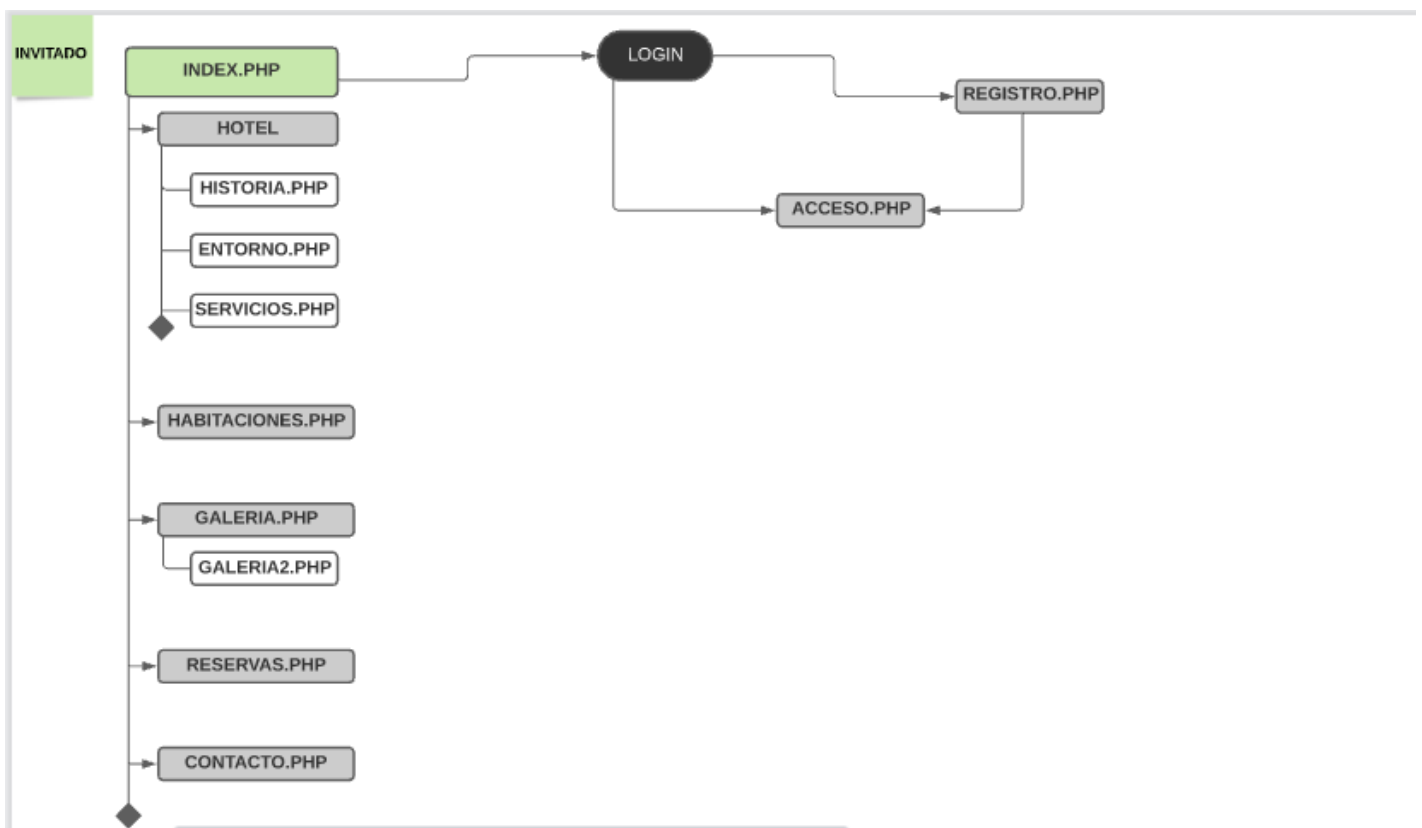 INVITADO
INDEX.PHP
LOGIN
REGISTRO.PHP
HOTEL
HISTORIA.PHP
ACCESO.PHP
ENTORNO.PHP
SERVICIOS.PHP
HABITACIONES.PHP
GALERIA.PHP
GALERIA2.PHP
RESERVAS.PHP
CONTACTO.PHP